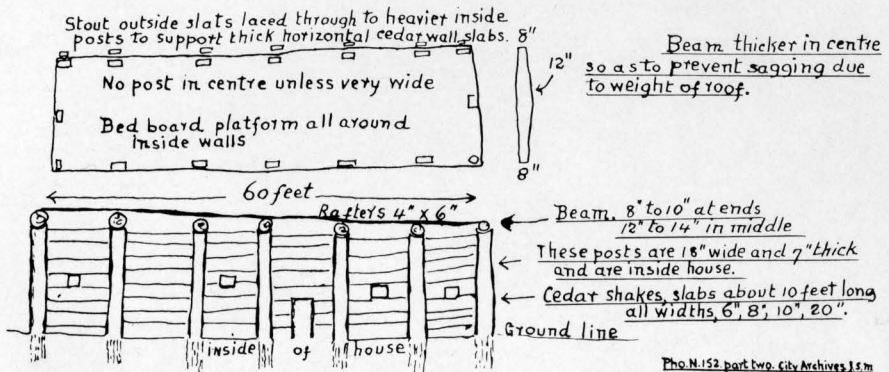 Stout outside slats laced through to heavier inside
posts to support thick horizontal cedar wall slabs.
8"
12"
8"
Beam thicker in centre
so as to prevent sagging due
to weight of roof.
No post in centre unless very wide
Bed board platform all around
Inside walls
60 feet
Rafters 4" x 6"
Beam. 8" to 10" at ends
12" to 14" in middle
These posts are 18" wide and 7" thick
and are inside house.
Cedar shakes, slabs about 10 feet long
all widths, 6", 8", 10", 20".
Ground line
inside of house
Pho. N. 152. part two. City Archives J.S.M